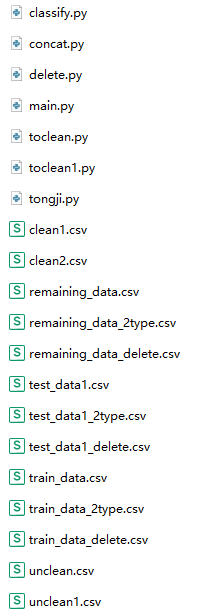 classify.py
concat.py
delete.py
main.py
toclean.py
toclean1.py
tongji.py
clean1.csv
clean2.csv
remaining_data.csv
remaining_data_2type.csv
remaining_data_delete.csv
test_data1.csv
test_data1_2type.csv
test_data1_delete.csv
train_data.csv
train_data_2type.csv
train_data_delete.csv
unclean.csv
unclean1.csv